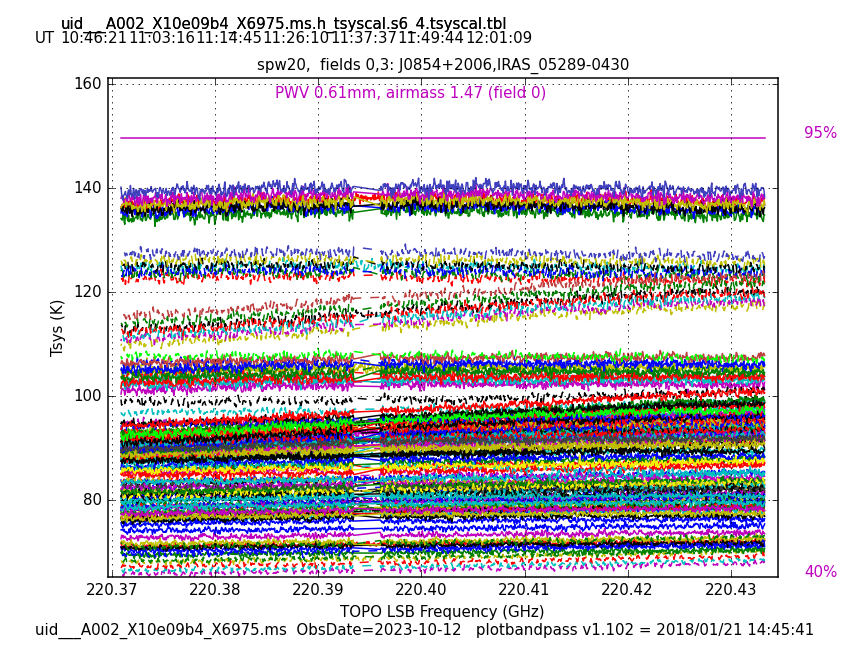 uid___A002_X10e09b4_X6975.ms.h_tsyscal.s6_4.tsyscal.tbl
UT 10:46:21 11:03:16 11:14:45 11:26:10 11:37:37 11:49:44 12:01:09
spw20,  fields 0,3: J0854+2006,IRAS_05289-0430
160
PWV 0.61mm, airmass 1.47 (field 0)
95%
140
120
Tsys (K)
100
80
40%
220.37 220.38 220.39 220.40 220.41 220.42 220.43
TOPO LSB Frequency (GHz)
uid___A002_X10e09b4_X6975.ms  ObsDate=2023-10-12   plotbandpass v1.102 = 2018/01/21 14:45:41